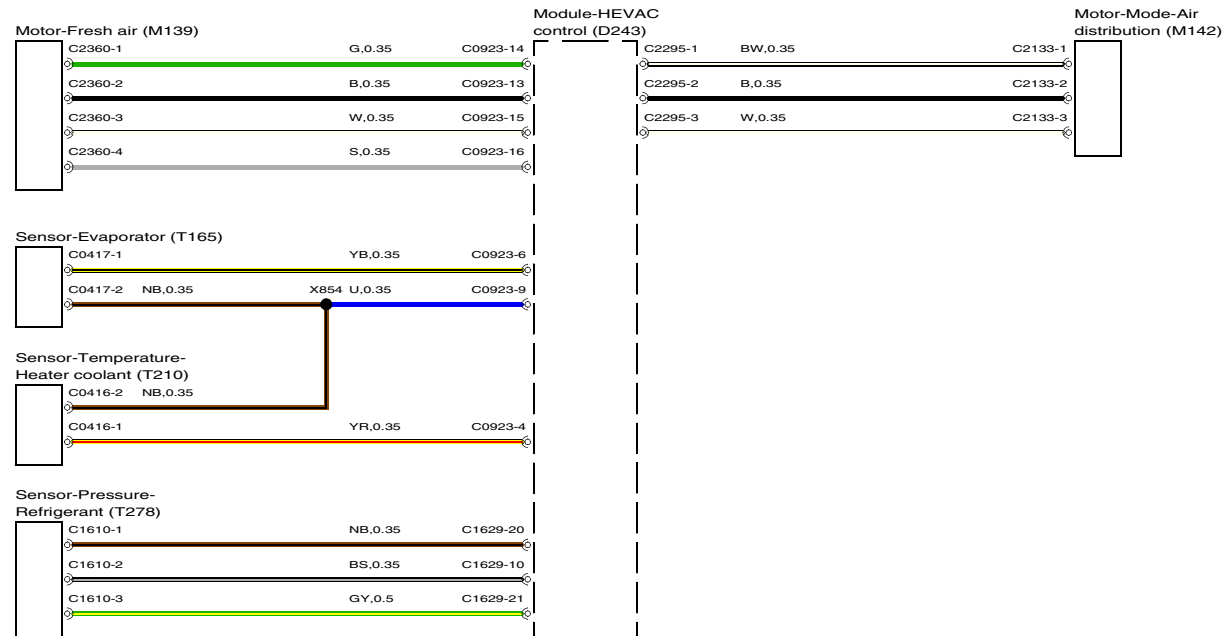 Motor-Fresh air (M139)
Module-HEVAC
control (D243)
Motor-Mode-Air
distribution (M142)
C2360-1 G,0.35 C0923-14
C2295-1 BW,0.35 C2133-1
C2360-2 B,0.35 C0923-13
C2295-2 B,0.35 C2133-2
C2360-3 W,0.35 C0923-15
C2295-3 W,0.35 C2133-3
C2360-4 S,0.35 C0923-16
Sensor-Evaporator (T165)
C0417-1 YB,0.35 C0923-6
C0417-2 NB,0.35 X854 U,0.35 C0923-9
Sensor-Temperature-
Heater coolant (T210)
C0416-2 NB,0.35
C0416-1 YR,0.35 C0923-4
Sensor-Pressure-
Refrigerant (T278)
C1610-1 NB,0.35 C1629-20
C1610-2 BS,0.35 C1629-10
C1610-3 GY,0.5 C1629-21